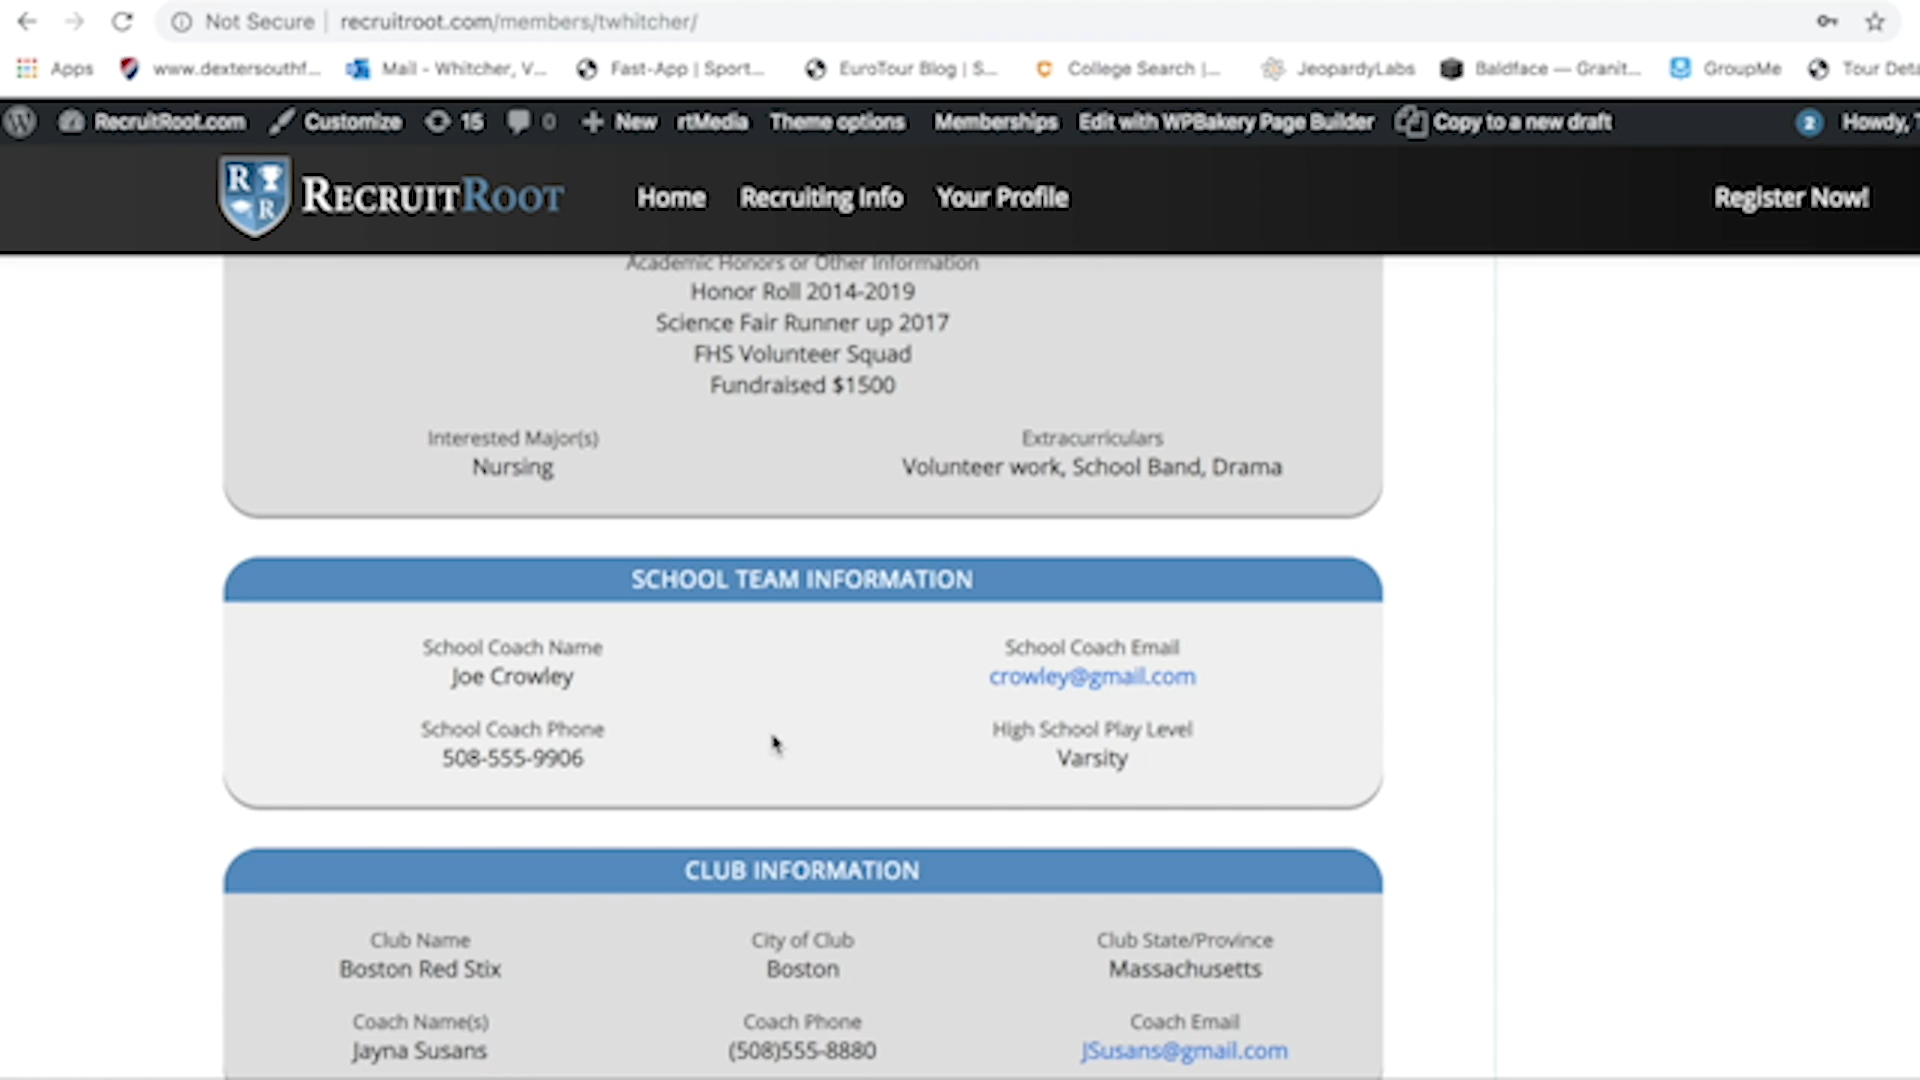 Not Secure | recruitroot.com/members/twhitcher/
Apps www.dextersouthf... Mail - Whitcher, V... Fast-App | Sport... EuroTour Blog | S... College Search |... JeopardyLabs Baldface — Granit... GroupMe Tour Deta
RecruitRoot.com Customize 15 0 + New rtMedia Theme options Memberships Edit with WPBakery Page Builder Copy to a new draft 2 Howdy, T
R R RECRUITROOT Home Recruiting Info Your Profile Register Now!
Academic Honors or Other Information
Honor Roll 2014-2019
Science Fair Runner up 2017
FHS Volunteer Squad
Fundraised $1500
Interested Major(s) Extracurriculars
Nursing Volunteer work, School Band, Drama
SCHOOL TEAM INFORMATION
School Coach Name School Coach Email
Joe Crowley crowley@gmail.com
School Coach Phone High School Play Level
508-555-9906 Varsity
CLUB INFORMATION
Club Name City of Club Club State/Province
Boston Red Stix Boston Massachusetts
Coach Name(s) Coach Phone Coach Email
Jayna Susans (508)555-8880 JSusans@gmail.com